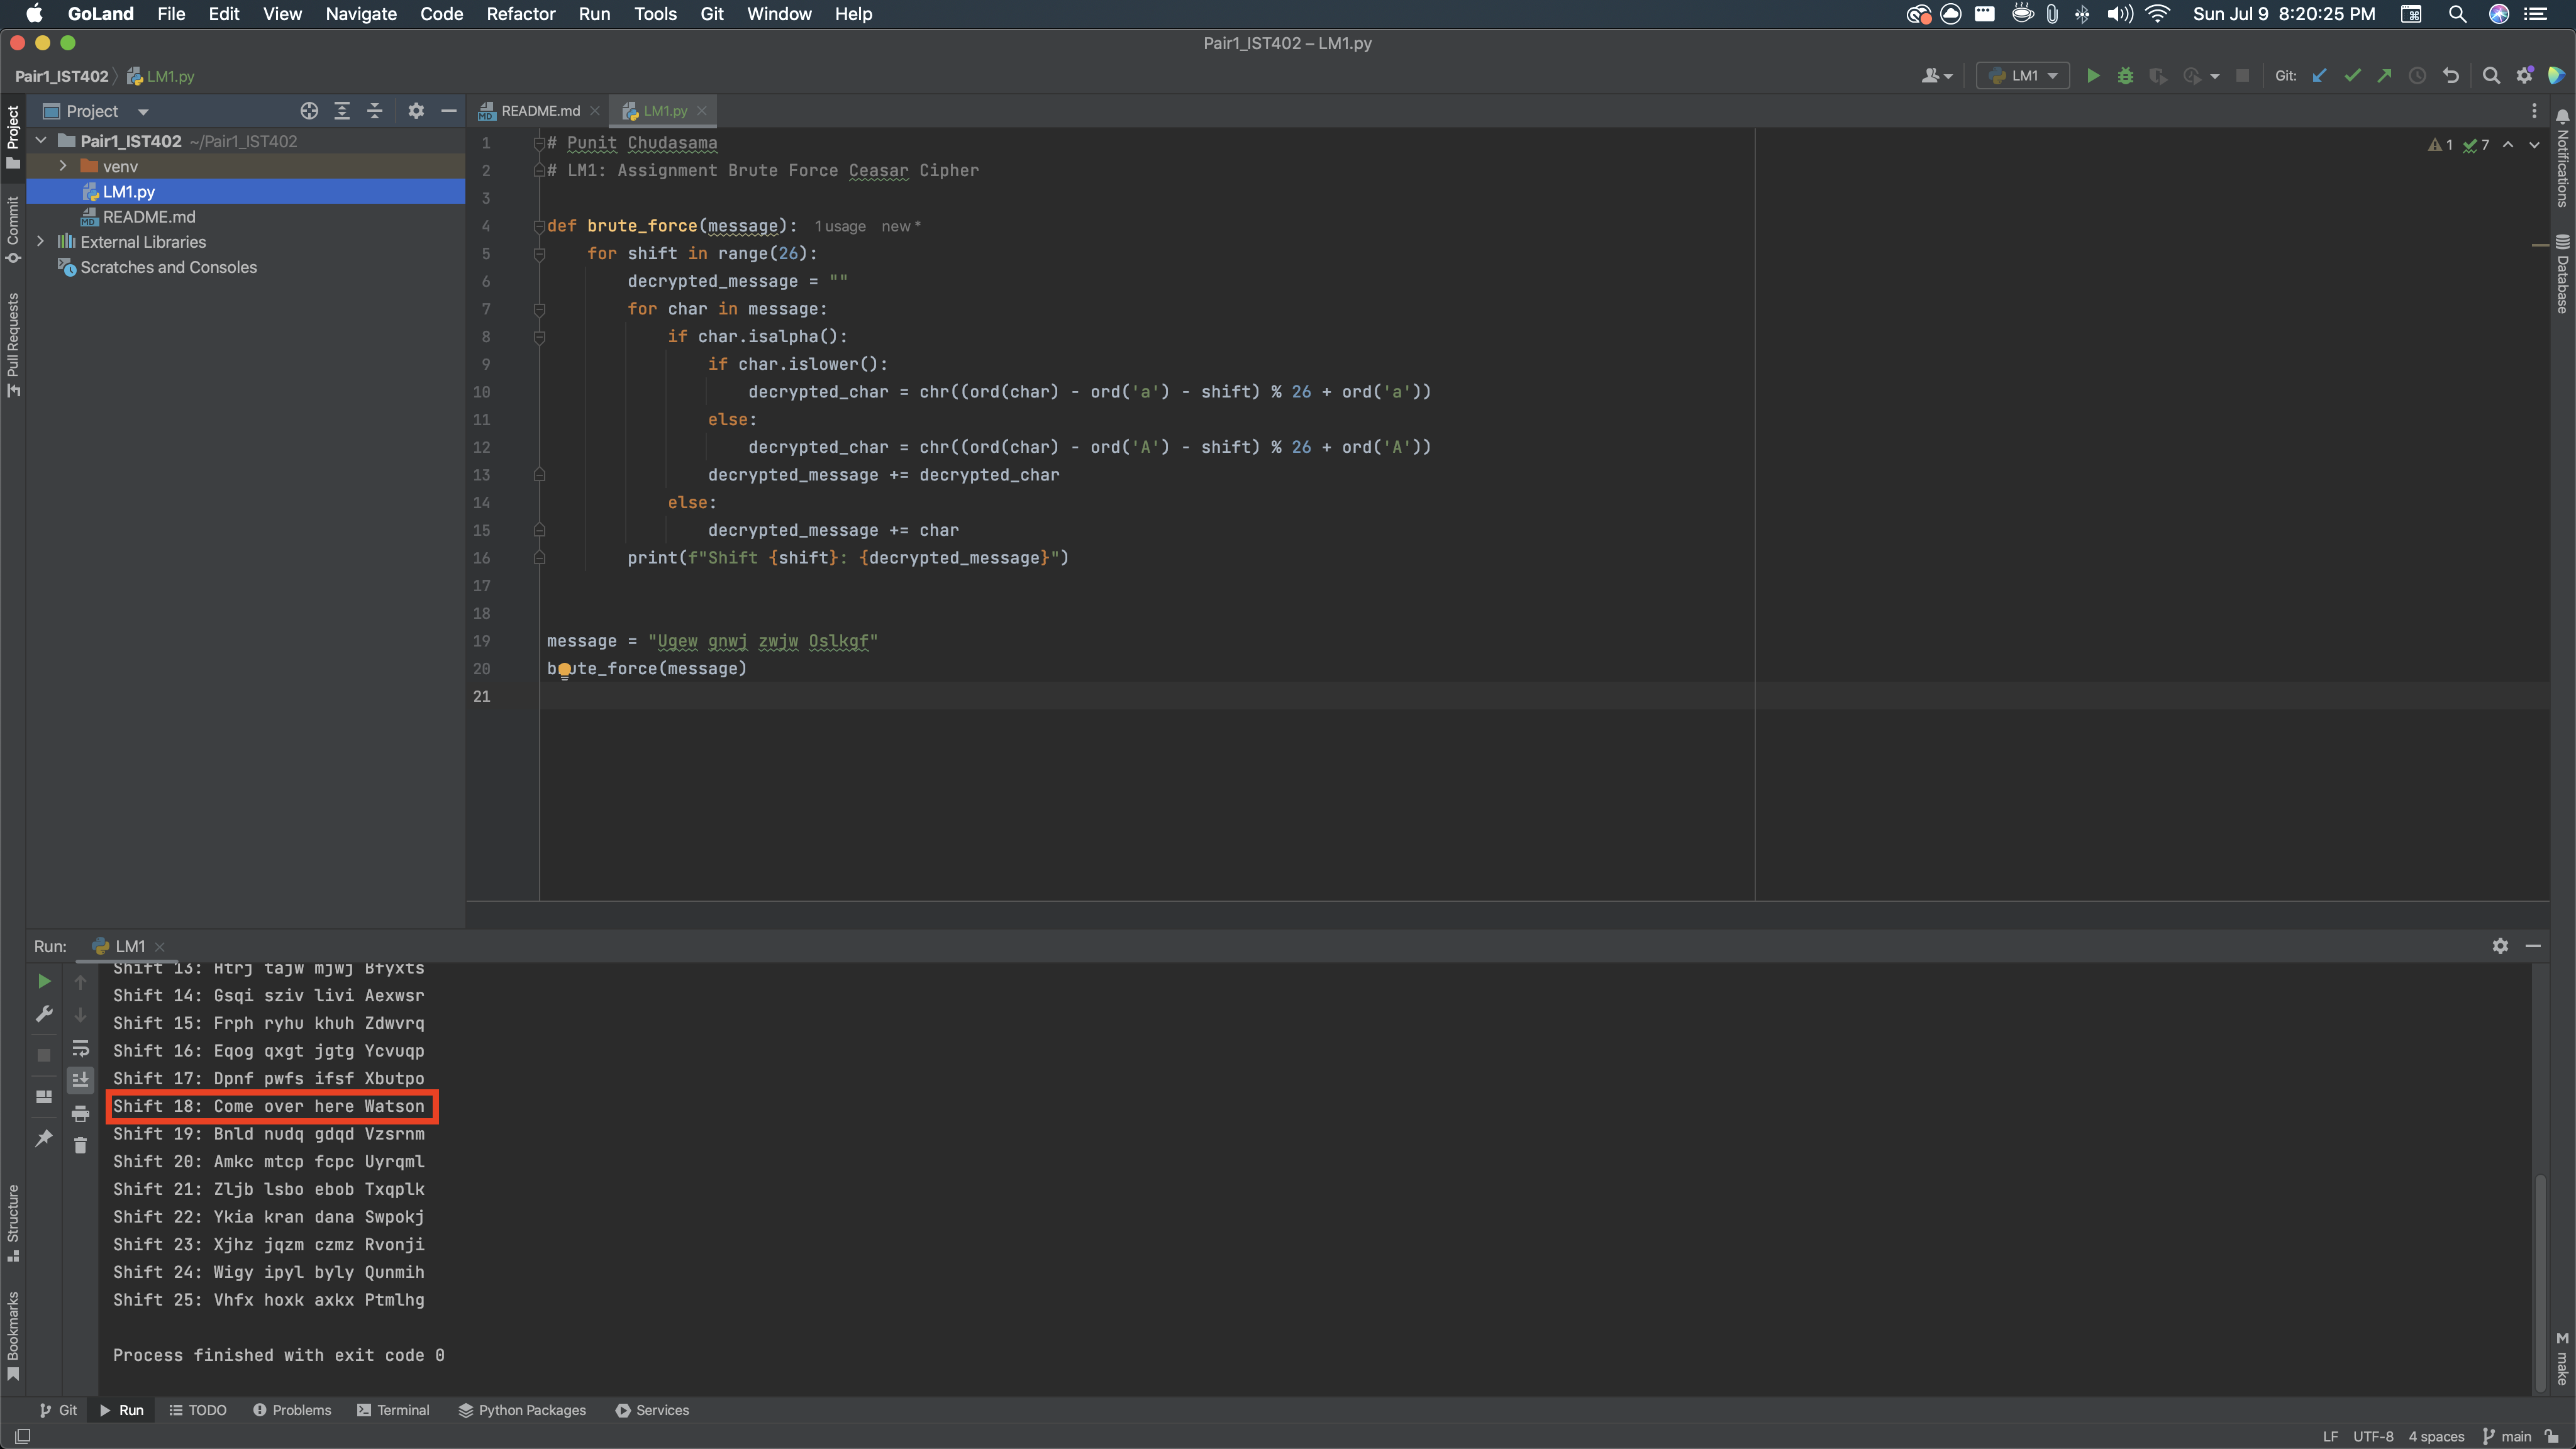 GoLand File Edit View Navigate Code Refactor Run Tools Git Window Help Sun Jul 9 8:20:25 PM
Pair1_IST402 – LM1.py
Pair1_IST402 LM1.py LM1 Git:
Project README.md LM1.py
Pair1_IST402 ~/Pair1_IST402
venv
LM1.py
README.md
External Libraries
Scratches and Consoles
Project
Commit
Pull Requests
Structure
Bookmarks
1 # Punit Chudasama
2 # LM1: Assignment Brute Force Ceasar Cipher
3
4 def brute_force(message): 1 usage new *
5 for shift in range(26):
6 decrypted_message = ""
7 for char in message:
8 if char.isalpha():
9 if char.islower():
10 decrypted_char = chr((ord(char) - ord('a') - shift) % 26 + ord('a'))
11 else:
12 decrypted_char = chr((ord(char) - ord('A') - shift) % 26 + ord('A'))
13 decrypted_message += decrypted_char
14 else:
15 decrypted_message += char
16 print(f"Shift {shift}: {decrypted_message}")
17
18
19 message = "Ugew gnwj zwjw Oslkgf"
20 brute_force(message)
21
1 7
Notifications
Database
make
Run: LM1
Shift 13: Htrj tajw mjwj Bfyxts
Shift 14: Gsqi sziv livi Aexwsr
Shift 15: Frph ryhu khuh Zdwvrq
Shift 16: Eqog qxgt jgtg Ycvuqp
Shift 17: Dpnf pwfs ifsf Xbutpo
Shift 18: Come over here Watson
Shift 19: Bnld nudq gdqd Vzsrnm
Shift 20: Amkc mtcp fcpc Uyrqml
Shift 21: Zljb lsbo ebob Txqplk
Shift 22: Ykia kran dana Swpokj
Shift 23: Xjhz jqzm czmz Rvonji
Shift 24: Wigy ipyl byly Qunmih
Shift 25: Vhfx hoxk axkx Ptmlhg
Process finished with exit code 0
Git Run TODO Problems Terminal Python Packages Services
LF UTF-8 4 spaces main